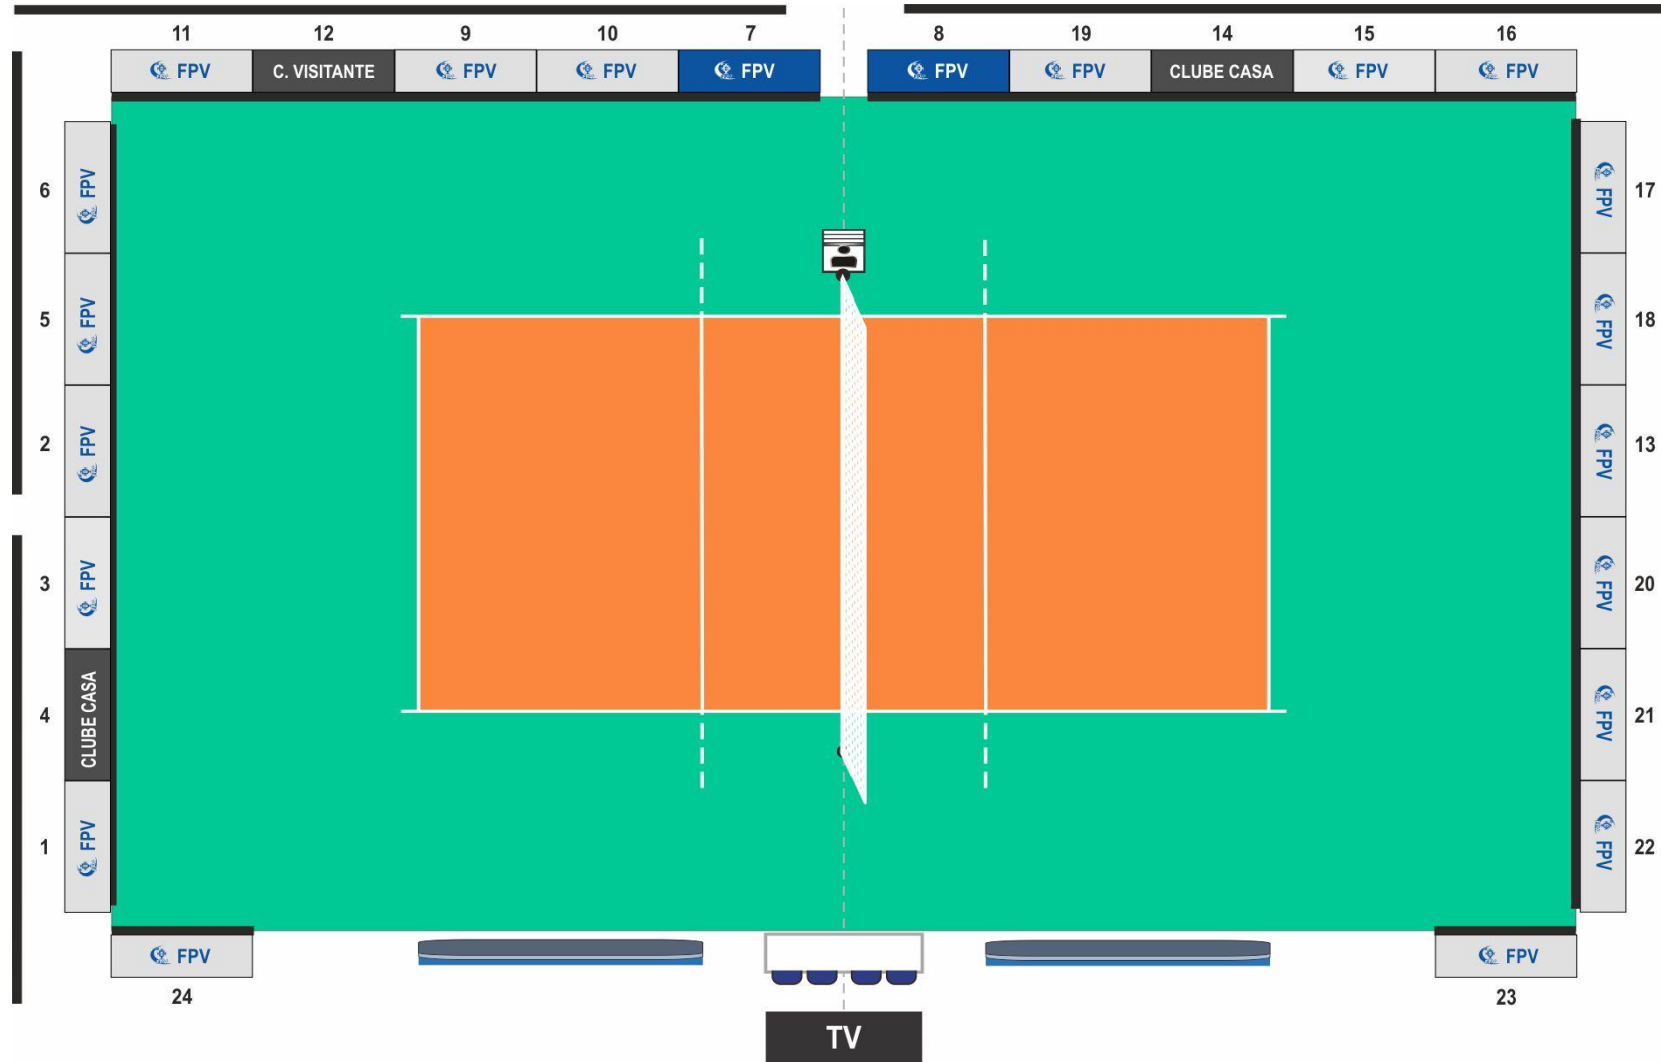 11 12 9 10 7 8 19 14 15 16
FPV C. VISITANTE FPV FPV FPV FPV FPV CLUBE CASA FPV FPV
6 FPV FPV 17
5 FPV FPV 18
2 FPV FPV 13
3 FPV FPV 20
4 CLUBE CASA FPV 21
1 FPV FPV 22
FPV FPV
24 23
TV